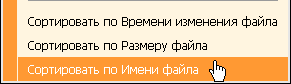 Сортировать по Времени изменения файла
Сортировать по Размеру файла
Сортировать по Имени файла